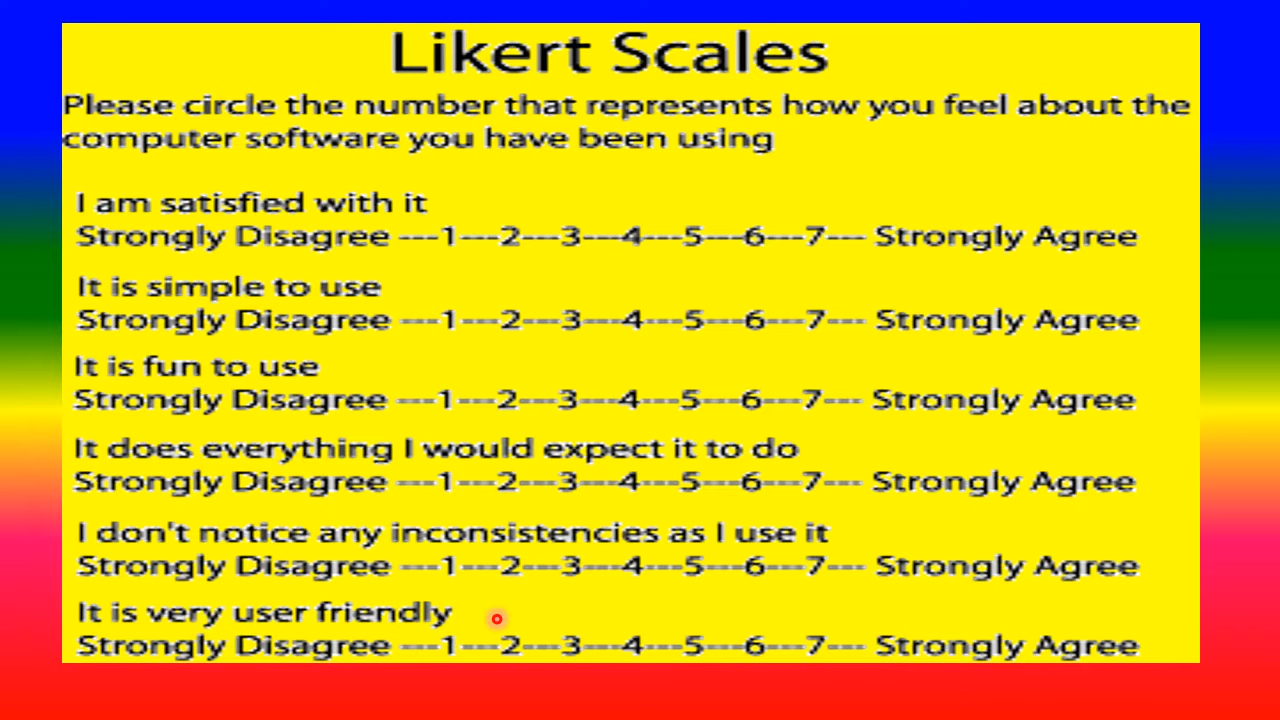 Likert Scales
Please circle the number that represents how you feel about the
computer software you have been using
I am satisfied with it
Strongly Disagree ---1---2---3---4---5---6---7--- Strongly Agree
It is simple to use
Strongly Disagree ---1---2---3---4---5---6---7--- Strongly Agree
It is fun to use
Strongly Disagree ---1---2---3---4---5---6---7--- Strongly Agree
It does everything I would expect it to do
Strongly Disagree ---1---2---3---4---5---6---7--- Strongly Agree
I don't notice any inconsistencies as I use it
Strongly Disagree ---1---2---3---4---5---6---7--- Strongly Agree
It is very user friendly
Strongly Disagree ---1---2---3---4---5---6---7--- Strongly Agree